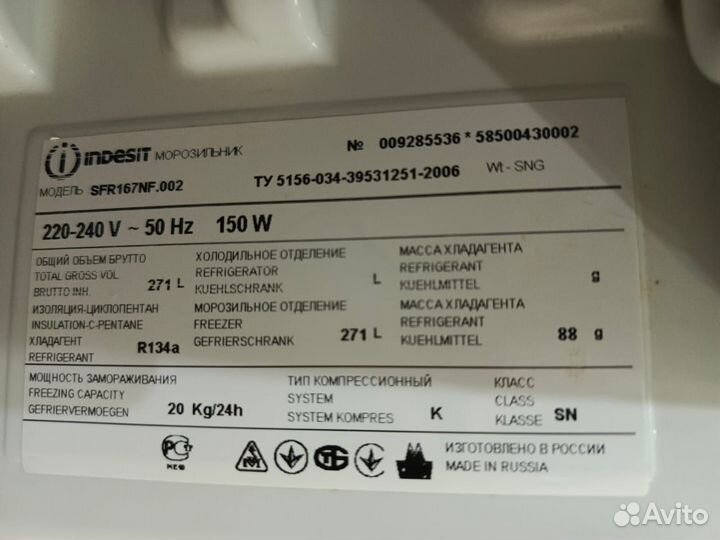 indesit МОРОЗИЛЬНИК
№ 009285536 * 58500430002
МОДЕЛЬ SFR167NF.002
ТУ 5156-034-39531251-2006 Wt - SNG
220-240 V ~ 50 Hz 150 W
ОБЩИЙ ОБЪЕМ БРУТТО
TOTAL GROSS VOL
BRUTTO INH. 271 L
ХОЛОДИЛЬНОЕ ОТДЕЛЕНИЕ
REFRIGERATOR
KUEHLSCHRANK L
МАССА ХЛАДАГЕНТА
REFRIGERANT
KUEHLMITTEL g
ИЗОЛЯЦИЯ-ЦИКЛОПЕНТАН
INSULATION-C-PENTANE
ХЛАДАГЕНТ
REFRIGERANT R134a
МОРОЗИЛЬНОЕ ОТДЕЛЕНИЕ
FREEZER
GEFRIERSCHRANK 271 L
МАССА ХЛАДАГЕНТА
REFRIGERANT
KUEHLMITTEL 88 g
МОЩНОСТЬ ЗАМОРАЖИВАНИЯ
FREEZING CAPACITY
GEFRIERVERMOEGEN 20 Kg/24h
ТИП КОМПРЕССИОННЫЙ
SYSTEM
SYSTEM KOMPRES K
КЛАСС
CLASS
KLASSE SN
ME10
ИЗГОТОВЛЕНО В РОССИИ
MADE IN RUSSIA
Avito